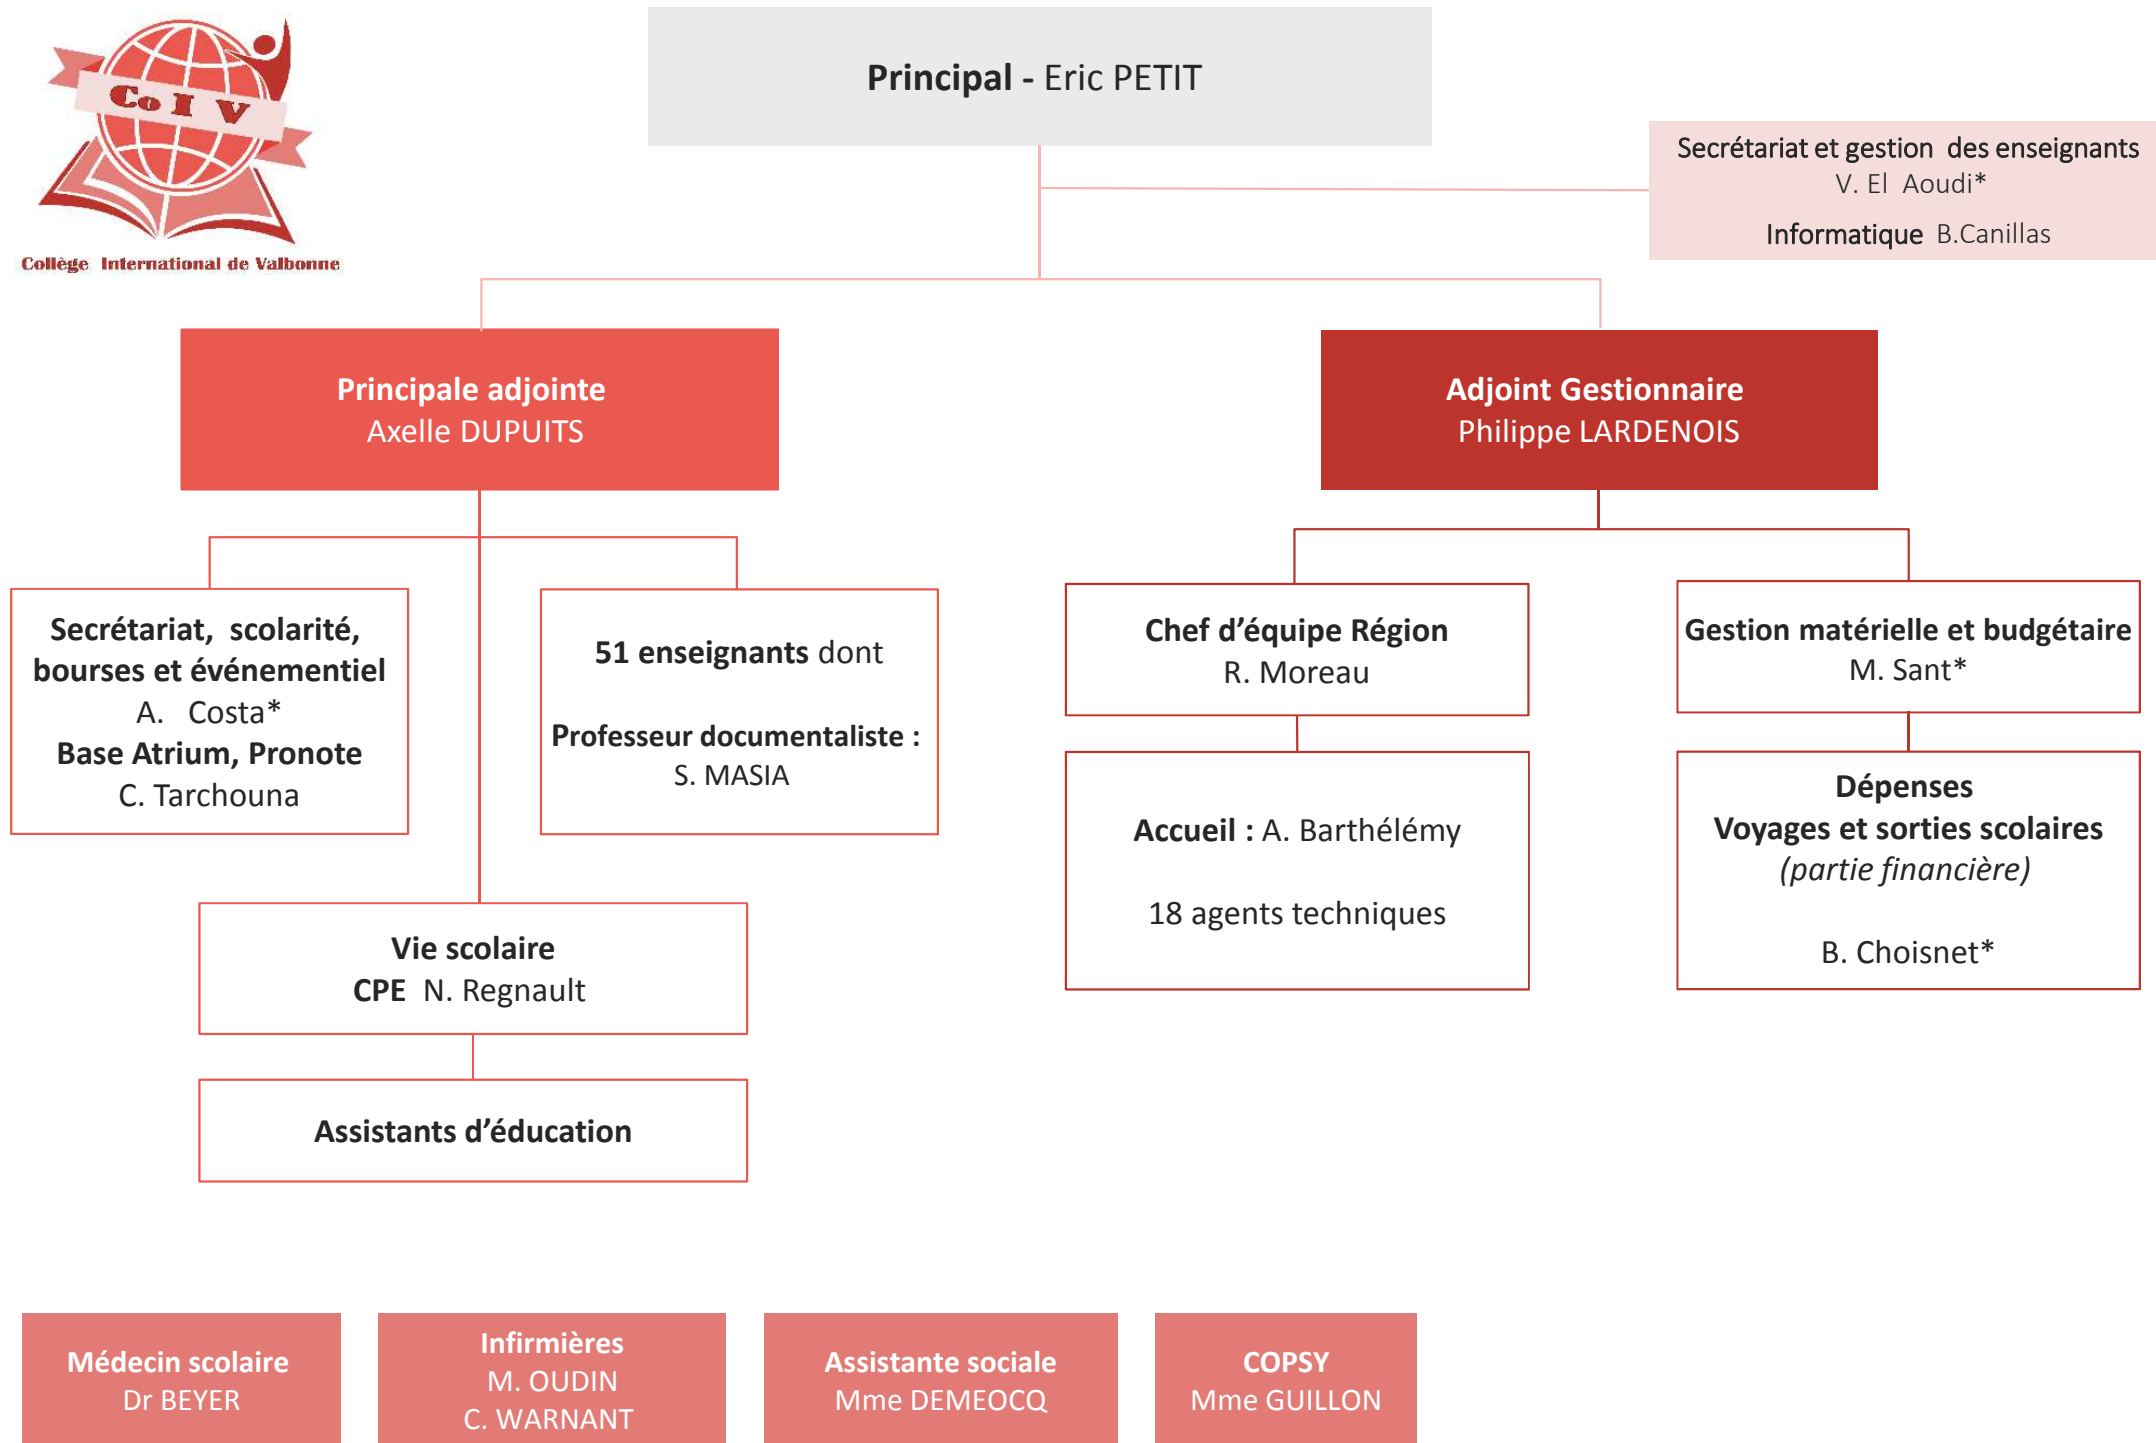 Co I V
Collège International de Valbonne
Principal - Eric PETIT
Secrétariat et gestion des enseignants
V. El Aoudi*
Informatique B.Canillas
Principale adjointe
Axelle DUPUITS
Adjoint Gestionnaire
Philippe LARDENOIS
Secrétariat, scolarité,
bourses et événementiel
A. Costa*
Base Atrium, Pronote
C. Tarchouna
51 enseignants dont
Professeur documentaliste :
S. MASIA
Chef d’équipe Région
R. Moreau
Gestion matérielle et budgétaire
M. Sant*
Accueil : A. Barthélémy
18 agents techniques
Dépenses
Voyages et sorties scolaires
(partie financière)
B. Choisnet*
Vie scolaire
CPE N. Regnault
Assistants d’éducation
Médecin scolaire
Dr BEYER
Infirmières
M. OUDIN
C. WARNANT
Assistante sociale
Mme DEMEOCQ
COPSY
Mme GUILLON